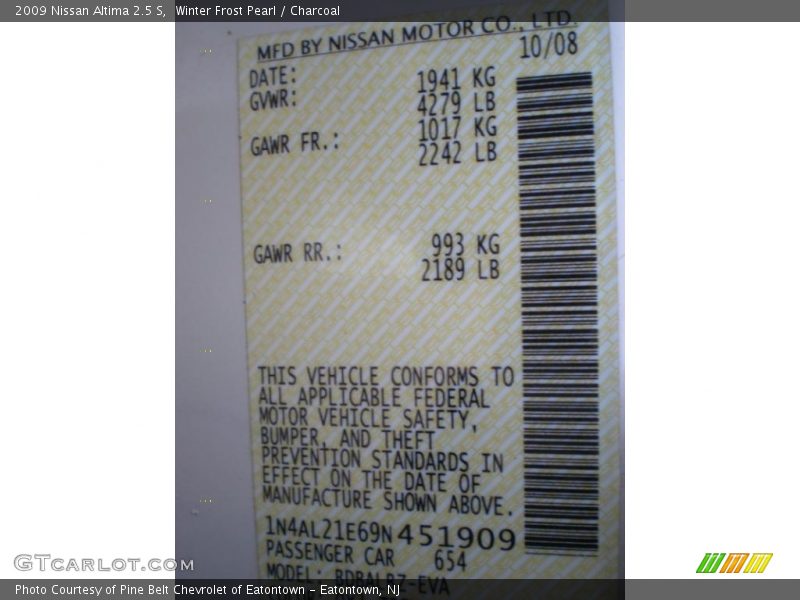 2009 Nissan Altima 2.5 S,  Winter Frost Pearl / Charcoal
MFD BY NISSAN MOTOR CO., LTD.
DATE: 10/08
GVWR: 1941 KG
4279 LB
GAWR FR.: 1017 KG
2242 LB
GAWR RR.: 993 KG
2189 LB
THIS VEHICLE CONFORMS TO
ALL APPLICABLE FEDERAL
MOTOR VEHICLE SAFETY,
BUMPER, AND THEFT
PREVENTION STANDARDS IN
EFFECT ON THE DATE OF
MANUFACTURE SHOWN ABOVE.
1N4AL21E69N451909
PASSENGER CAR 654
MODEL:
GTCARLOT.COM
Photo Courtesy of Pine Belt Chevrolet of Eatontown – Eatontown, NJ